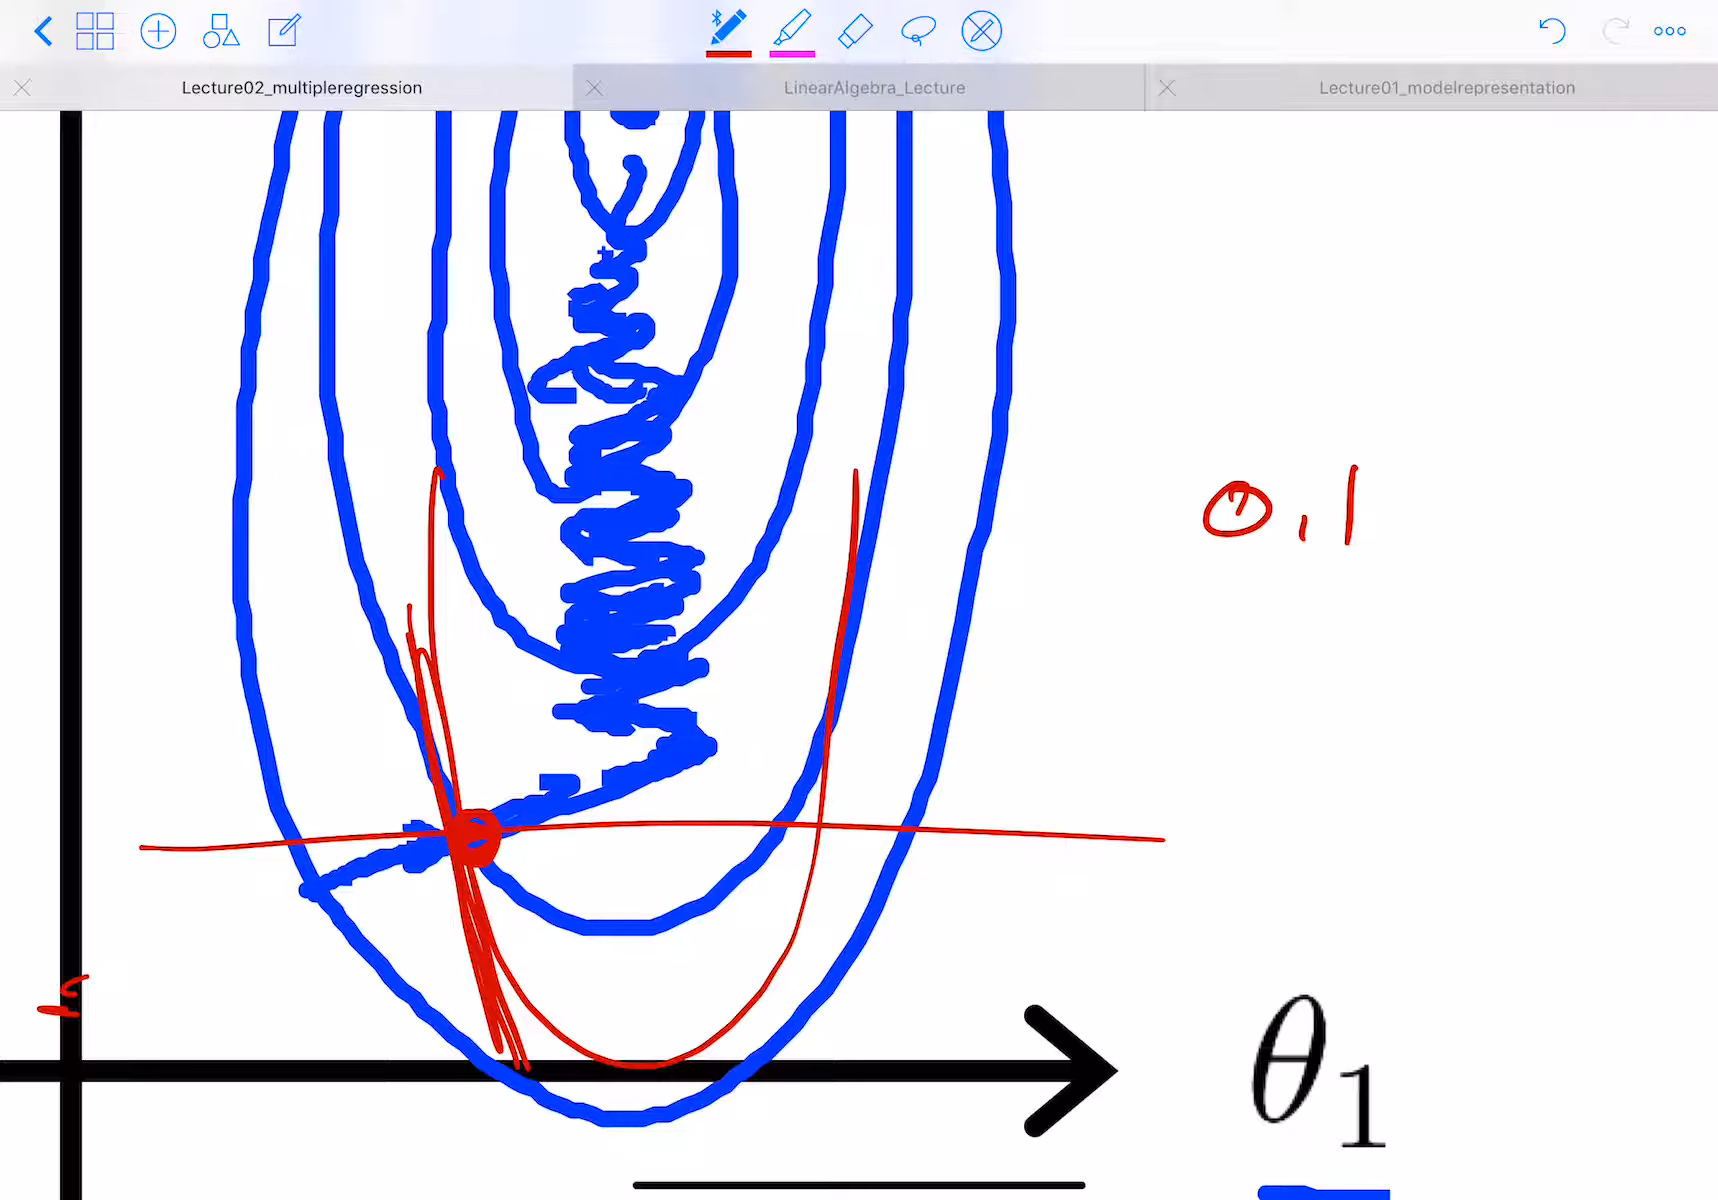 Lecture02_multipleregression
LinearAlgebra_Lecture
Lecture01_modelrepresentation
0,1
θ₁